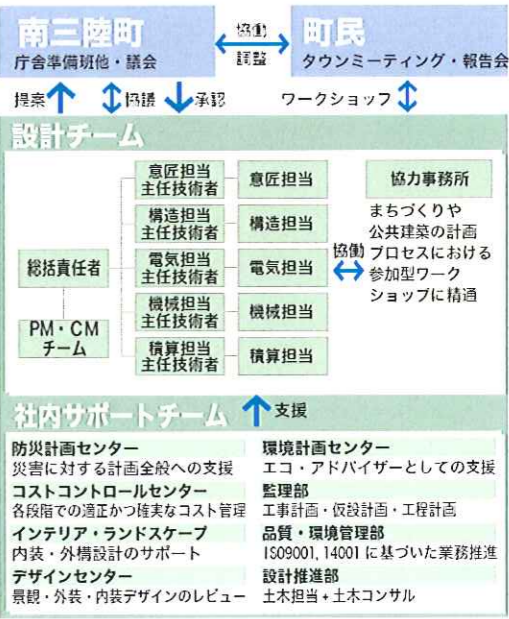 南三陸町
庁舎準備班他・議会
協働
調整
町民
タウンミーティング・報告会
提案
協議
承認
ワークショップ
設計チーム
総括責任者
PM・CM
チーム
意匠担当
主任技術者
意匠担当
構造担当
主任技術者
構造担当
電気担当
主任技術者
電気担当
機械担当
主任技術者
機械担当
積算担当
主任技術者
積算担当
協働
協力事務所
まちづくりや
公共建築の計画
プロセスにおける
参加型ワーク
ショップに精通
社内サポートチーム
支援
防災計画センター
災害に対する計画全般への支援
コストコントロールセンター
各段階での適正かつ確実なコスト管理
インテリア・ランドスケープ
内装・外構設計のサポート
デザインセンター
景観・外装・内装デザインのレビュー
環境計画センター
エコ・アドバイザーとしての支援
監理部
工事計画・仮設計画・工程計画
品質・環境管理部
ISO9001, 14001 に基づいた業務推進
設計推進部
土木担当+土木コンサル